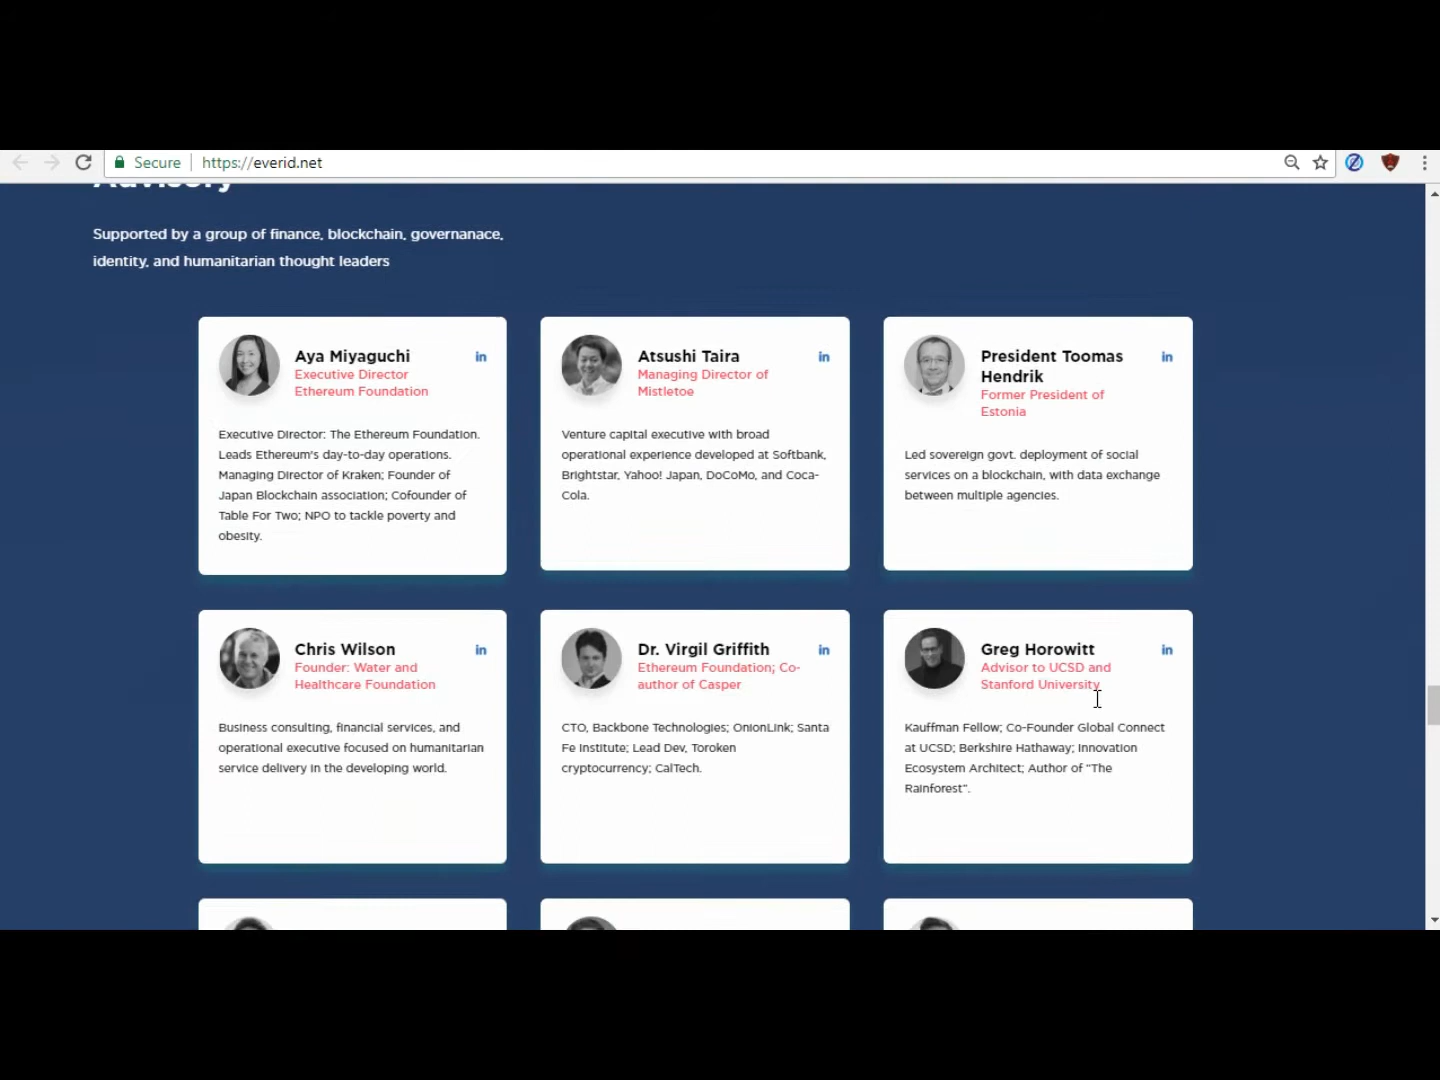 Secure https://everid.net
Advisory
Supported by a group of finance, blockchain, governanace,
identity, and humanitarian thought leaders
Aya Miyaguchi
in
Executive Director
Ethereum Foundation
Executive Director: The Ethereum Foundation.
Leads Ethereum's day-to-day operations.
Managing Director of Kraken; Founder of
Japan Blockchain association; Cofounder of
Table For Two; NPO to tackle poverty and
obesity.
Atsushi Taira
in
Managing Director of
Mistletoe
Venture capital executive with broad
operational experience developed at Softbank,
Brightstar, Yahoo! Japan, DoCoMo, and Coca-
Cola.
President Toomas
in
Hendrik
Former President of
Estonia
Led sovereign govt. deployment of social
services on a blockchain, with data exchange
between multiple agencies.
Chris Wilson
in
Founder: Water and
Healthcare Foundation
Business consulting, financial services, and
operational executive focused on humanitarian
service delivery in the developing world.
Dr. Virgil Griffith
in
Ethereum Foundation; Co-
author of Casper
CTO, Backbone Technologies; OnionLink; Santa
Fe Institute; Lead Dev, Toroken
cryptocurrency; CalTech.
Greg Horowitt
in
Advisor to UCSD and
Stanford University
Kauffman Fellow; Co-Founder Global Connect
at UCSD; Berkshire Hathaway; Innovation
Ecosystem Architect; Author of "The
Rainforest".